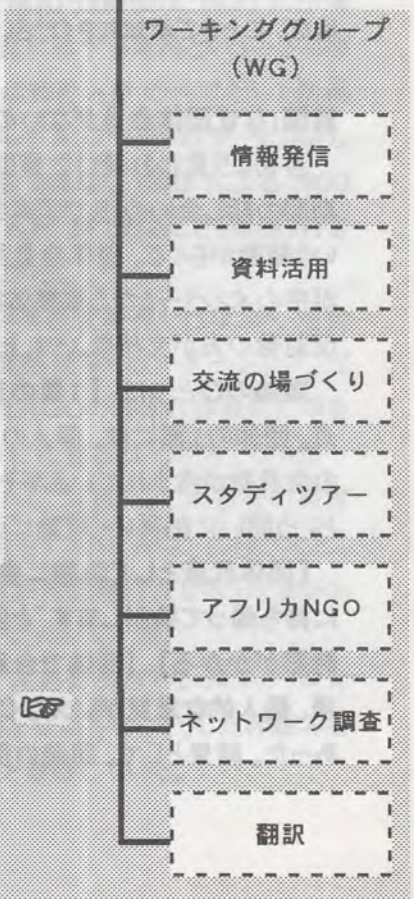 ワーキンググループ
(WG)
情報発信
資料活用
交流の場づくり
スタディツアー
アフリカNGO
ネットワーク調査
翻訳